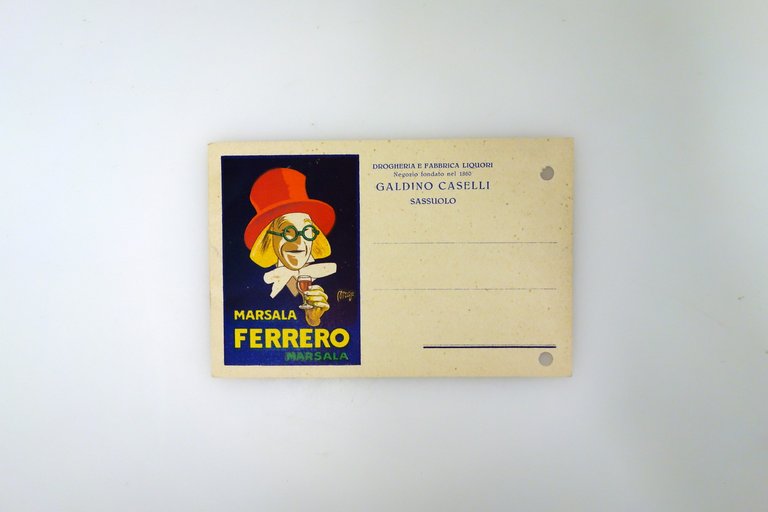 MARSALA
FERRERO
MARSALA
DROGHERIA E FABBRICA LIQUORI
Negozio fondato nel 1860
GALDINO CASELLI
SASSUOLO